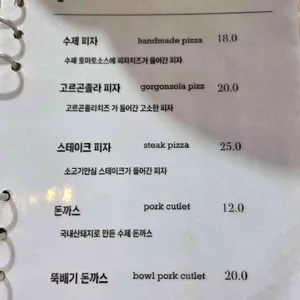 수제 피자 handmade pizza 18.0
수제 토마토소스에 피자치즈가 들어간 피자
고르곤졸라 피자 gorgonzola pizz 20.0
고르곤졸라치즈 가 들어간 고소한 피자
스테이크 피자 steak pizza 25.0
소고기안심 스테이크가 들어간 피자
돈까스 pork cutlet 12.0
국내산돼지로 만든 수제 돈까스
뚝배기 돈까스 bowl pork cutlet 20.0